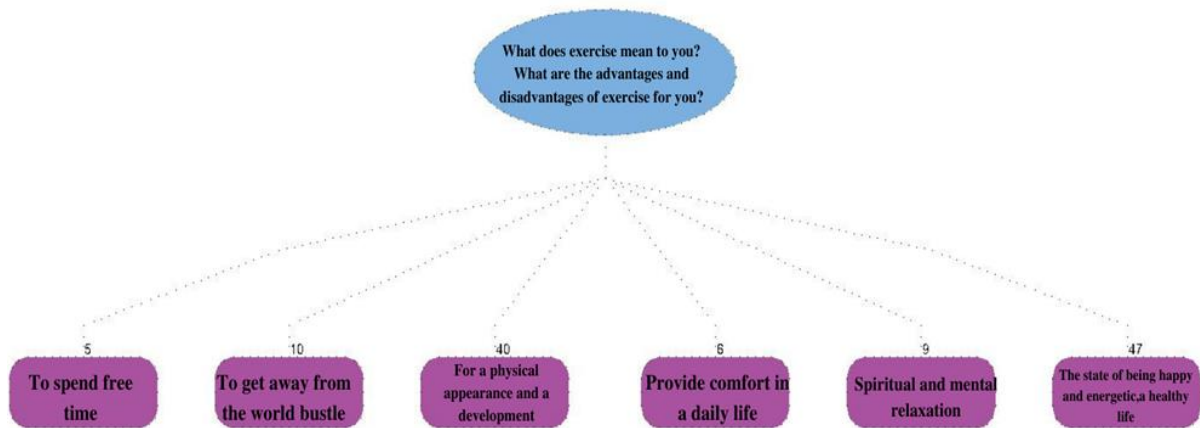 What does exercise mean to you?
What are the advantages and
disadvantages of exercise for you?
5
10
40
6
9
47
To spend free
time
To get away from
the world bustle
For a physical
appearance and a
development
Provide comfort in
a daily life
Spiritual and mental
relaxation
The state of being happy
and energetic,a healthy
life